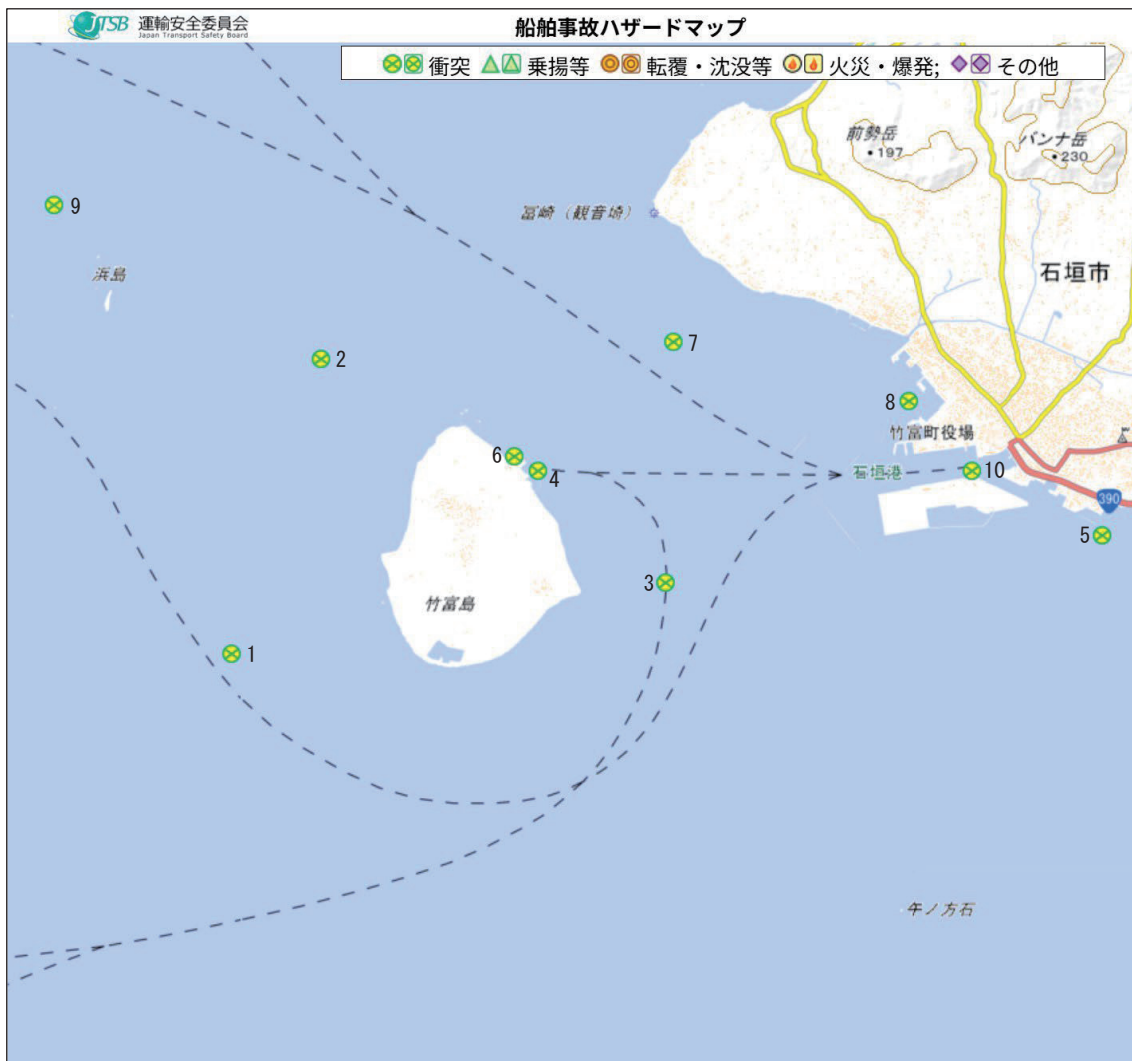 JTSB 運輸安全委員会
Japan Transport Safety Board
船舶事故ハザードマップ
衝突 乗揚等 転覆・沈没等 火災・爆発; その他
前勢岳
・197
バンナ岳
・230
9
冨崎（観音埼）
浜島
石垣市
7
2
8
竹富町役場
6
4
石垣港
10
390
5
3
竹富島
1
午ノ方石